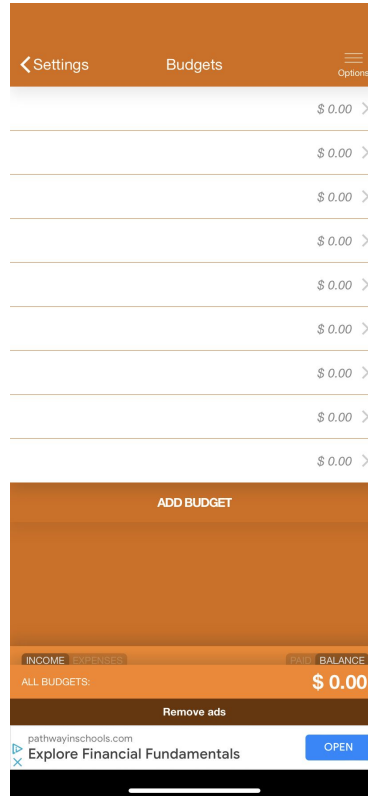 Settings Budgets
Options
$ 0.00
$ 0.00
$ 0.00
$ 0.00
$ 0.00
$ 0.00
$ 0.00
$ 0.00
$ 0.00
ADD BUDGET
INCOME EXPENSES PAID BALANCE
ALL BUDGETS: $ 0.00
Remove ads
pathwayinschools.com
Explore Financial Fundamentals
OPEN